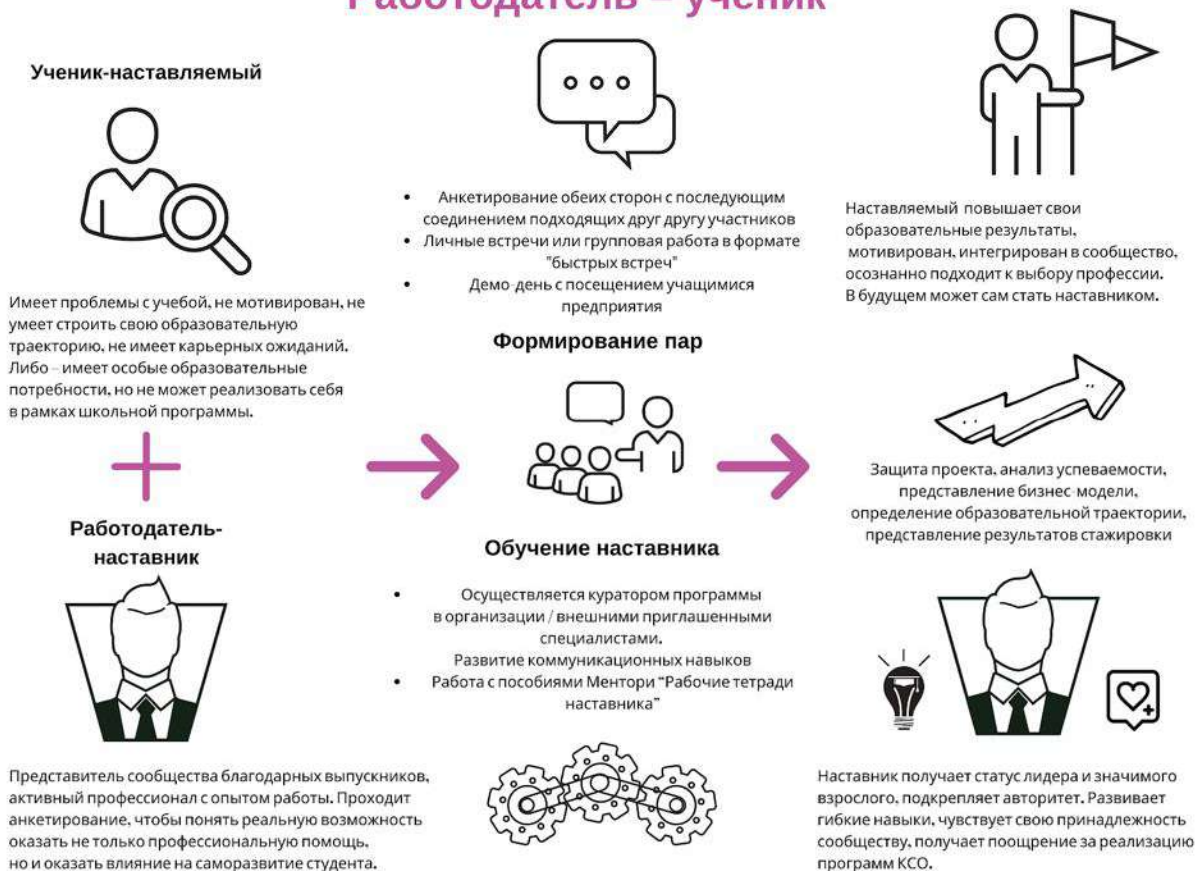 Работодатель – ученик
Ученик-наставляемый
Имеет проблемы с учебой, не мотивирован, не
умеет строить свою образовательную
траекторию, не имеет карьерных ожиданий.
Либо – имеет особые образовательные
потребности, но не может реализовать себя
в рамках школьной программы.
Работодатель-
наставник
Представитель сообщества благодарных выпускников,
активный профессионал с опытом работы. Проходит
анкетирование, чтобы понять реальную возможность
оказать не только профессиональную помощь,
но и оказать влияние на саморазвитие студента.
• Анкетирование обеих сторон с последующим
соединением подходящих друг другу участников
• Личные встречи или групповая работа в формате
"быстрых встреч"
• Демо-день с посещением учащимися
предприятия
Формирование пар
Обучение наставника
• Осуществляется куратором программы
в организации / внешними приглашенными
специалистами.
Развитие коммуникационных навыков
• Работа с пособиями Ментори “Рабочие тетради
наставника”
Наставляемый повышает свои
образовательные результаты,
мотивирован, интегрирован в сообщество,
осознанно подходит к выбору профессии.
В будущем может сам стать наставником.
Защита проекта, анализ успеваемости,
представление бизнес-модели,
определение образовательной траектории,
представление результатов стажировки
Наставник получает статус лидера и значимого
взрослого, подкрепляет авторитет. Развивает
гибкие навыки, чувствует свою принадлежность
сообществу, получает поощрение за реализацию
программ КСО.